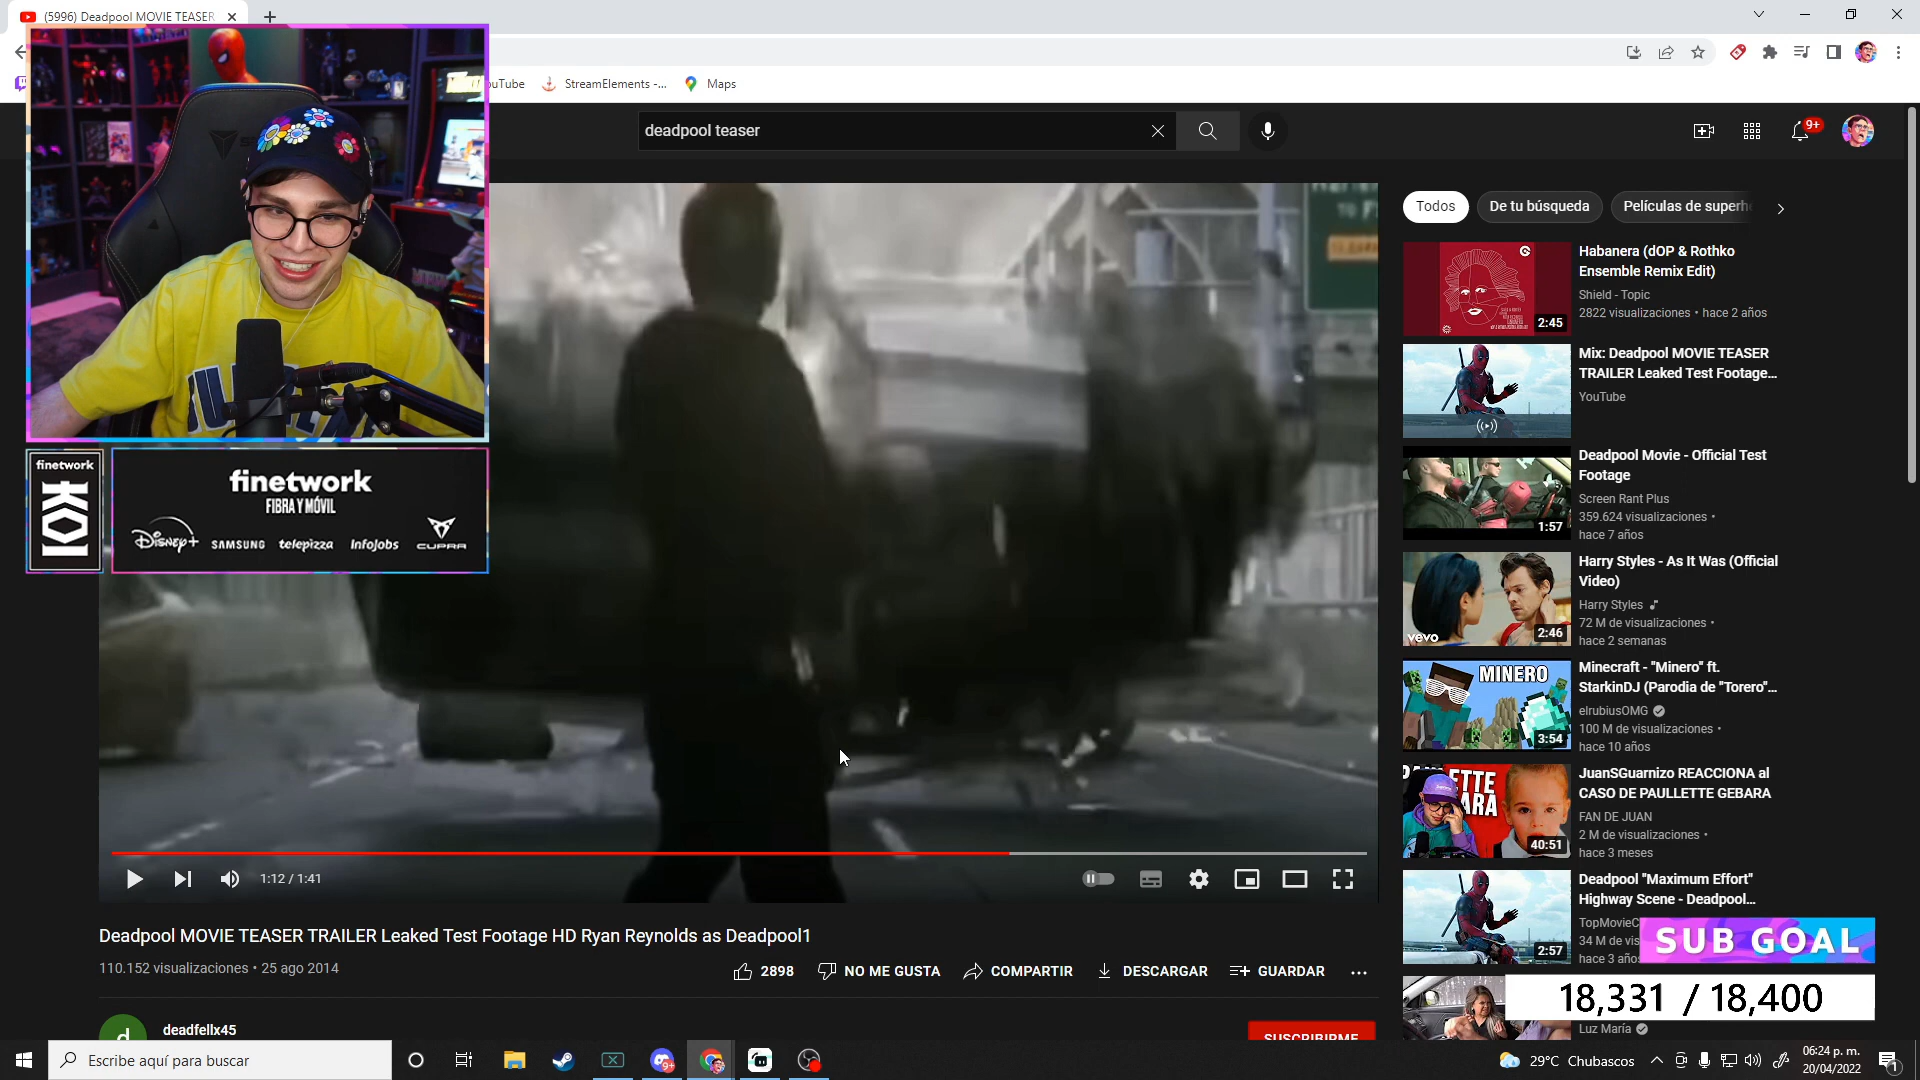 (5996) Deadpool MOVIE TEASER
YouTube
StreamElements -...
Maps
deadpool teaser
9+
finetwork
KOI
finetwork
FIBRA Y MÓVIL
Disney+ SAMSUNG telepizza InfoJobs CUPRA
1:12 / 1:41
Deadpool MOVIE TEASER TRAILER Leaked Test Footage HD Ryan Reynolds as Deadpool1
110.152 visualizaciones • 25 ago 2014
2898 NO ME GUSTA COMPARTIR DESCARGAR GUARDAR
d
deadfellx45
SUSCRIBIRME
Todos De tu búsqueda Películas de superhe
Habanera (dOP & Rothko
Ensemble Remix Edit)
Shield - Topic
2822 visualizaciones • hace 2 años
2:45
Mix: Deadpool MOVIE TEASER
TRAILER Leaked Test Footage...
YouTube
Deadpool Movie - Official Test
Footage
Screen Rant Plus
359.624 visualizaciones •
hace 7 años
1:57
Harry Styles - As It Was (Official
Video)
Harry Styles
72 M de visualizaciones •
hace 2 semanas
vevo
2:46
Minecraft - "Minero" ft.
StarkinDJ (Parodia de "Torero"...
elrubiusOMG
100 M de visualizaciones •
hace 10 años
MINERO
3:54
JuanSGuarnizo REACCIONA al
CASO DE PAULLETTE GEBARA
FAN DE JUAN
2 M de visualizaciones •
hace 3 meses
40:51
Deadpool "Maximum Effort"
Highway Scene - Deadpool...
TopMovieC
34 M de vis
hace 3 años
2:57
SUB GOAL
18,331 / 18,400
Luz María
Escribe aquí para buscar
29°C Chubascos
06:24 p. m.
20/04/2022
1